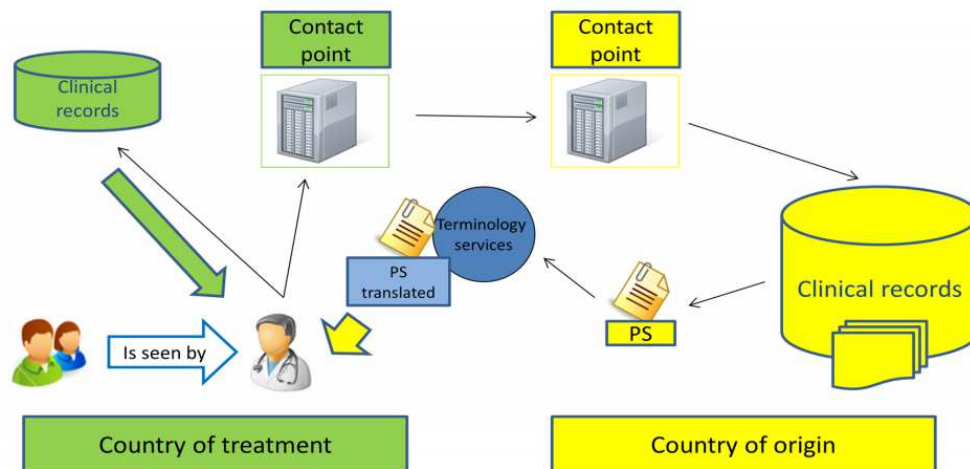 Contact
point
Contact
point
Clinical
records
Terminology
services
PS
translated
Clinical records
PS
Is seen by
Country of treatment
Country of origin